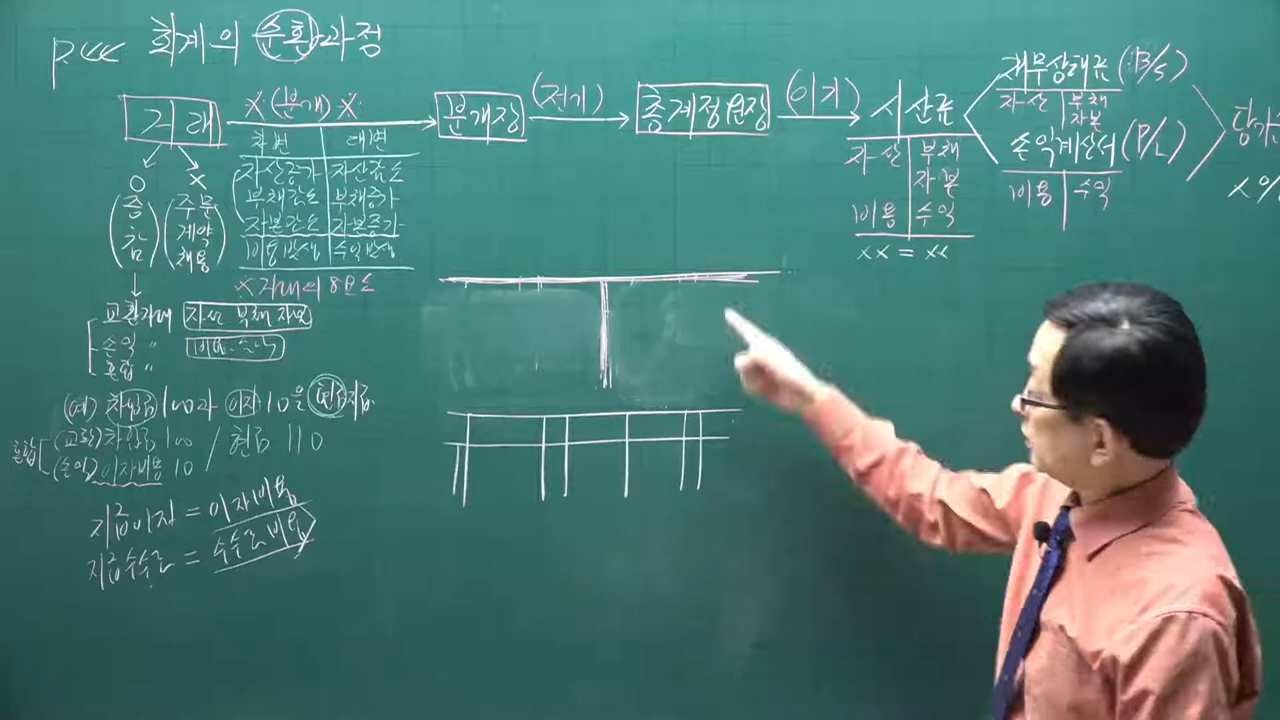 P.<<< 회계의 순환과정
거래
※(분개)※
분개장
(전기)
총계정원장
(이기)
시산표
재무상태표 (B/S)
자산 부채
자본
손익계산서 (P/L)
비용 수익
차변 대변
자산증가 자산감소
부채감소 부채증가
자본감소 자본증가
비용발생 수익발생
※거래의 8요소
O X
(증 감) (주문 계약 채용)
자산 부채
자본
비용 수익
xx = xx
교환거래 자산 부채 자본
손익 〃
혼합 〃
(예) 차입금 100과 이자 10을 현금지급
(교환) 차입금 100 / 현금 110
혼합
(손익) 이자비용 10
지급이자 = 이자비용
지급수수료 = 수수료비용